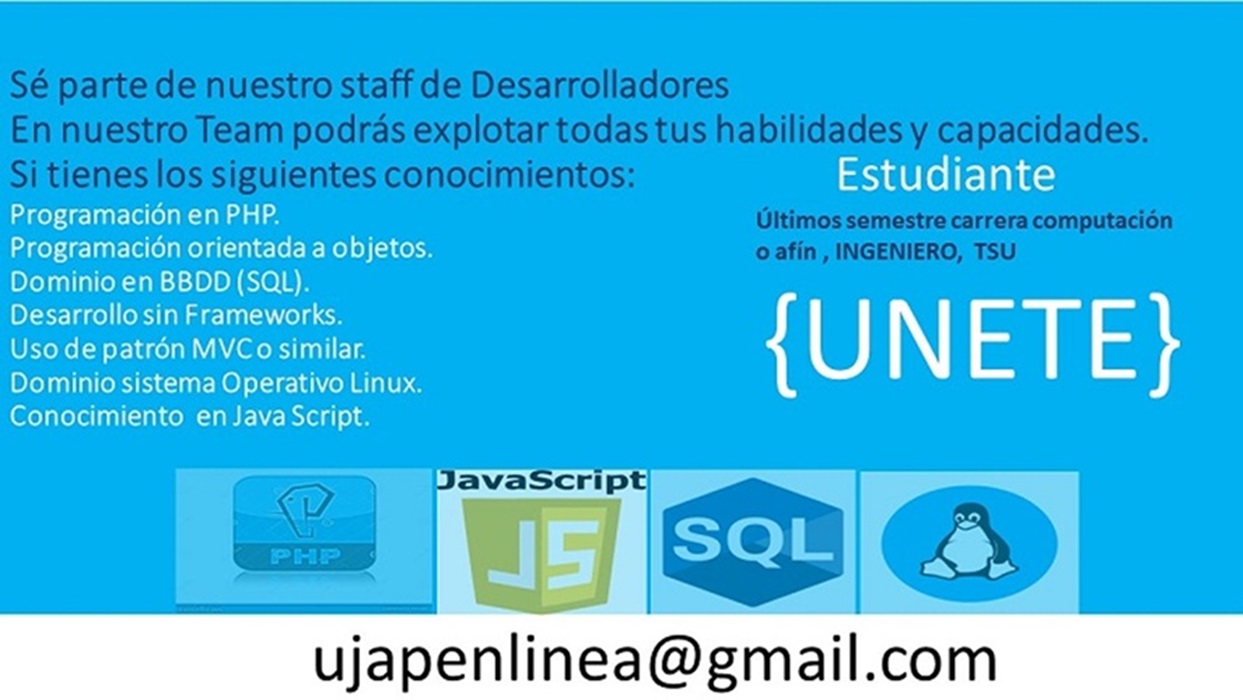 Sé parte de nuestro staff de Desarrolladores
En nuestro Team podrás explotar todas tus habilidades y capacidades.
Si tienes los siguientes conocimientos:
Programación en PHP.
Programación orientada a objetos.
Dominio en BBDD (SQL).
Desarrollo sin Frameworks.
Uso de patrón MVC o similar.
Dominio sistema Operativo Linux.
Conocimiento en Java Script.
Estudiante
Últimos semestre carrera computación
o afín , INGENIERO, TSU
{UNETE}
PHP
JavaScript
JS
SQL
ujapenlinea@gmail.com